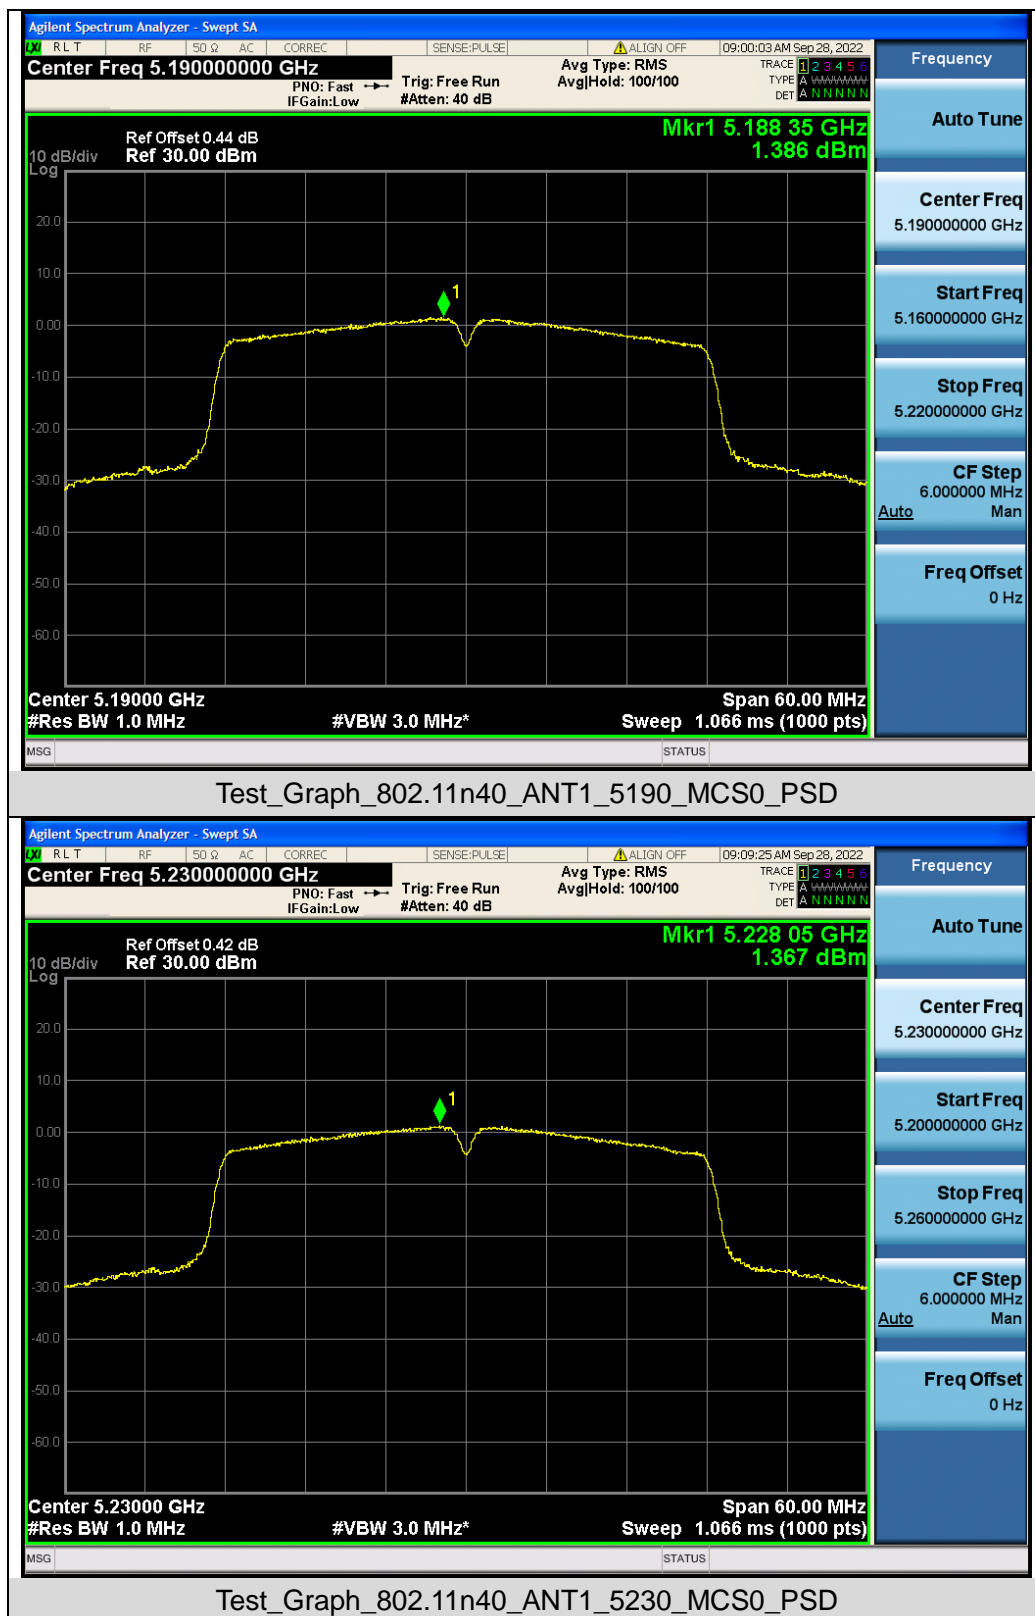 Agilent Spectrum Analyzer - Swept SA
LXI RLT RF 50 Ω AC CORREC SENSE:PULSE ALIGN OFF 09:00:03 AM Sep 28, 2022
Center Freq 5.190000000 GHz
PNO: Fast
IFGain:Low
Trig: Free Run
#Atten: 40 dB
Avg Type: RMS
Avg|Hold: 100/100
TRACE 1 2 3 4 5 6
TYPE A WWWWW
DET A N N N N N
Frequency
Auto Tune
Center Freq
5.190000000 GHz
Start Freq
5.160000000 GHz
Stop Freq
5.220000000 GHz
CF Step
6.000000 MHz
Auto Man
Freq Offset
0 Hz
Mkr1 5.188 35 GHz
1.386 dBm
Ref Offset 0.44 dB
10 dB/div Ref 30.00 dBm
Log
20.0
10.0
1
0.00
-10.0
-20.0
-30.0
-40.0
-50.0
-60.0
Center 5.19000 GHz Span 60.00 MHz
#Res BW 1.0 MHz #VBW 3.0 MHz* Sweep 1.066 ms (1000 pts)
MSG STATUS
Test_Graph_802.11n40_ANT1_5190_MCS0_PSD
Agilent Spectrum Analyzer - Swept SA
LXI RLT RF 50 Ω AC CORREC SENSE:PULSE ALIGN OFF 09:09:25 AM Sep 28, 2022
Center Freq 5.230000000 GHz
PNO: Fast
IFGain:Low
Trig: Free Run
#Atten: 40 dB
Avg Type: RMS
Avg|Hold: 100/100
TRACE 1 2 3 4 5 6
TYPE A WWWWW
DET A N N N N N
Frequency
Auto Tune
Center Freq
5.230000000 GHz
Start Freq
5.200000000 GHz
Stop Freq
5.260000000 GHz
CF Step
6.000000 MHz
Auto Man
Freq Offset
0 Hz
Mkr1 5.228 05 GHz
1.367 dBm
Ref Offset 0.42 dB
10 dB/div Ref 30.00 dBm
Log
20.0
10.0
1
0.00
-10.0
-20.0
-30.0
-40.0
-50.0
-60.0
Center 5.23000 GHz Span 60.00 MHz
#Res BW 1.0 MHz #VBW 3.0 MHz* Sweep 1.066 ms (1000 pts)
MSG STATUS
Test_Graph_802.11n40_ANT1_5230_MCS0_PSD